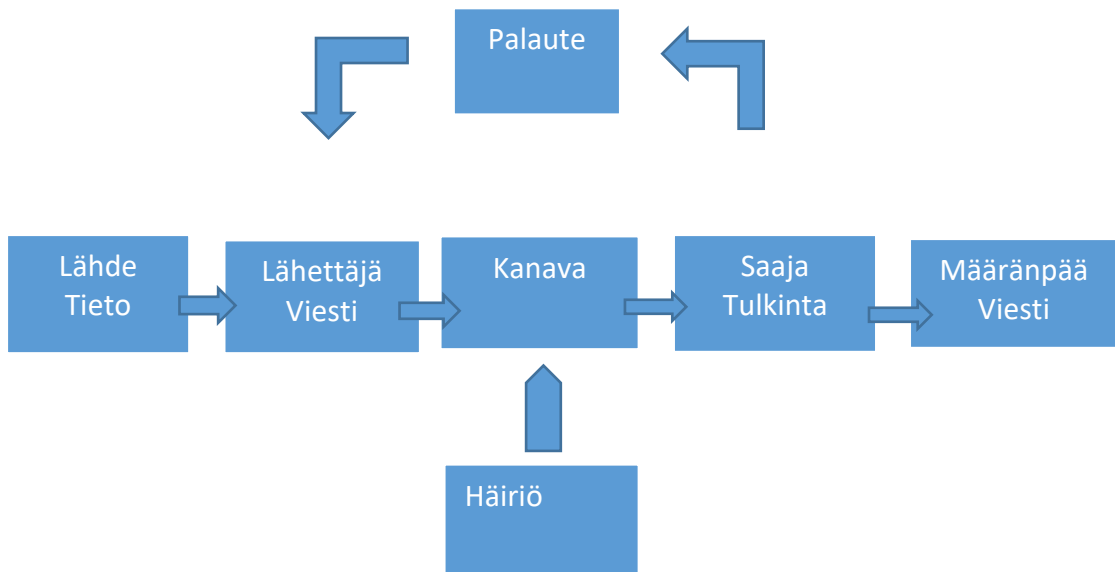 Palaute
Lähde
Tieto
Lähettäjä
Viesti
Kanava
Saaja
Tulkinta
Määränpää
Viesti
Häiriö